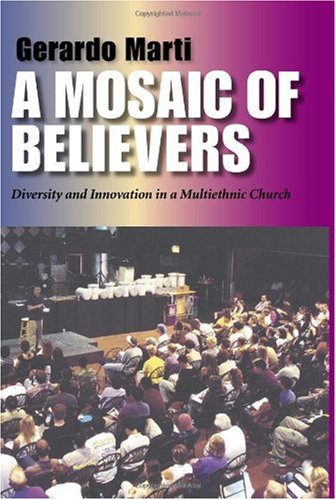 Gerardo Marti
A MOSAIC OF
BELIEVERS
Diversity and Innovation in a Multiethnic Church